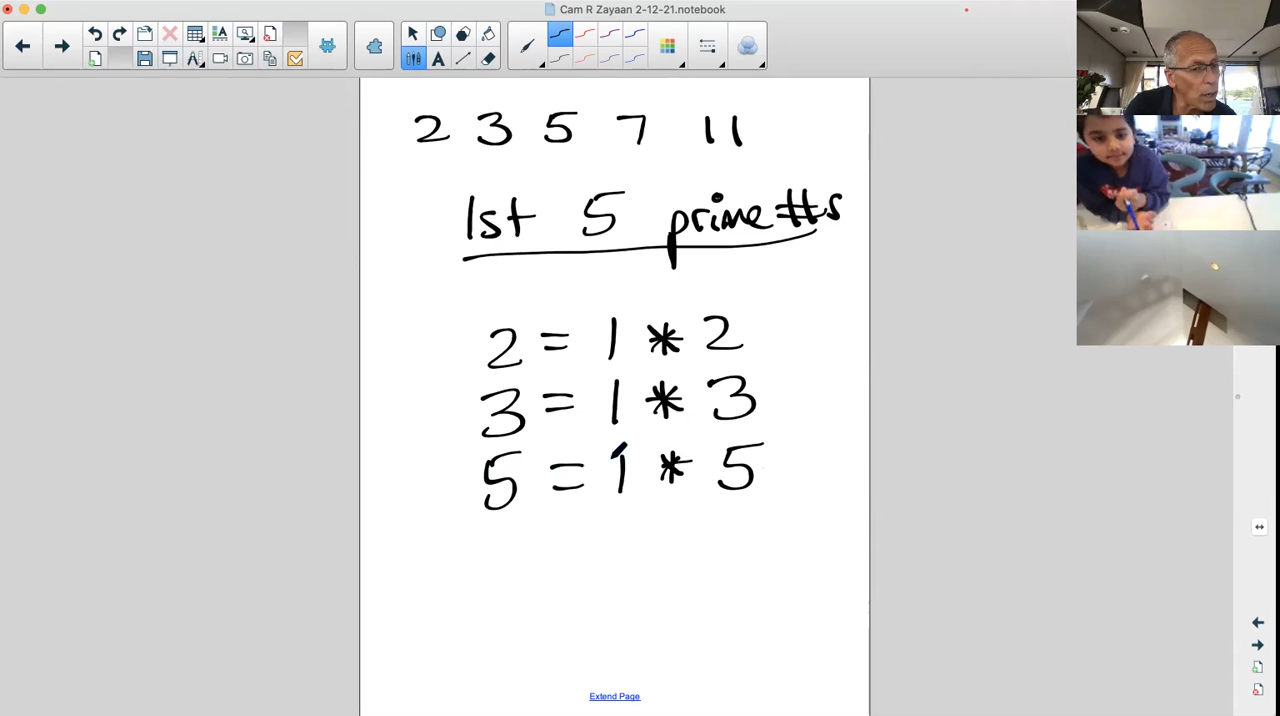 Cam R Zayaan 2-12-21.notebook
2 3 5 7 11
1st 5 prime #s
2 = 1 * 2
3 = 1 * 3
5 = 1 * 5
Extend Page